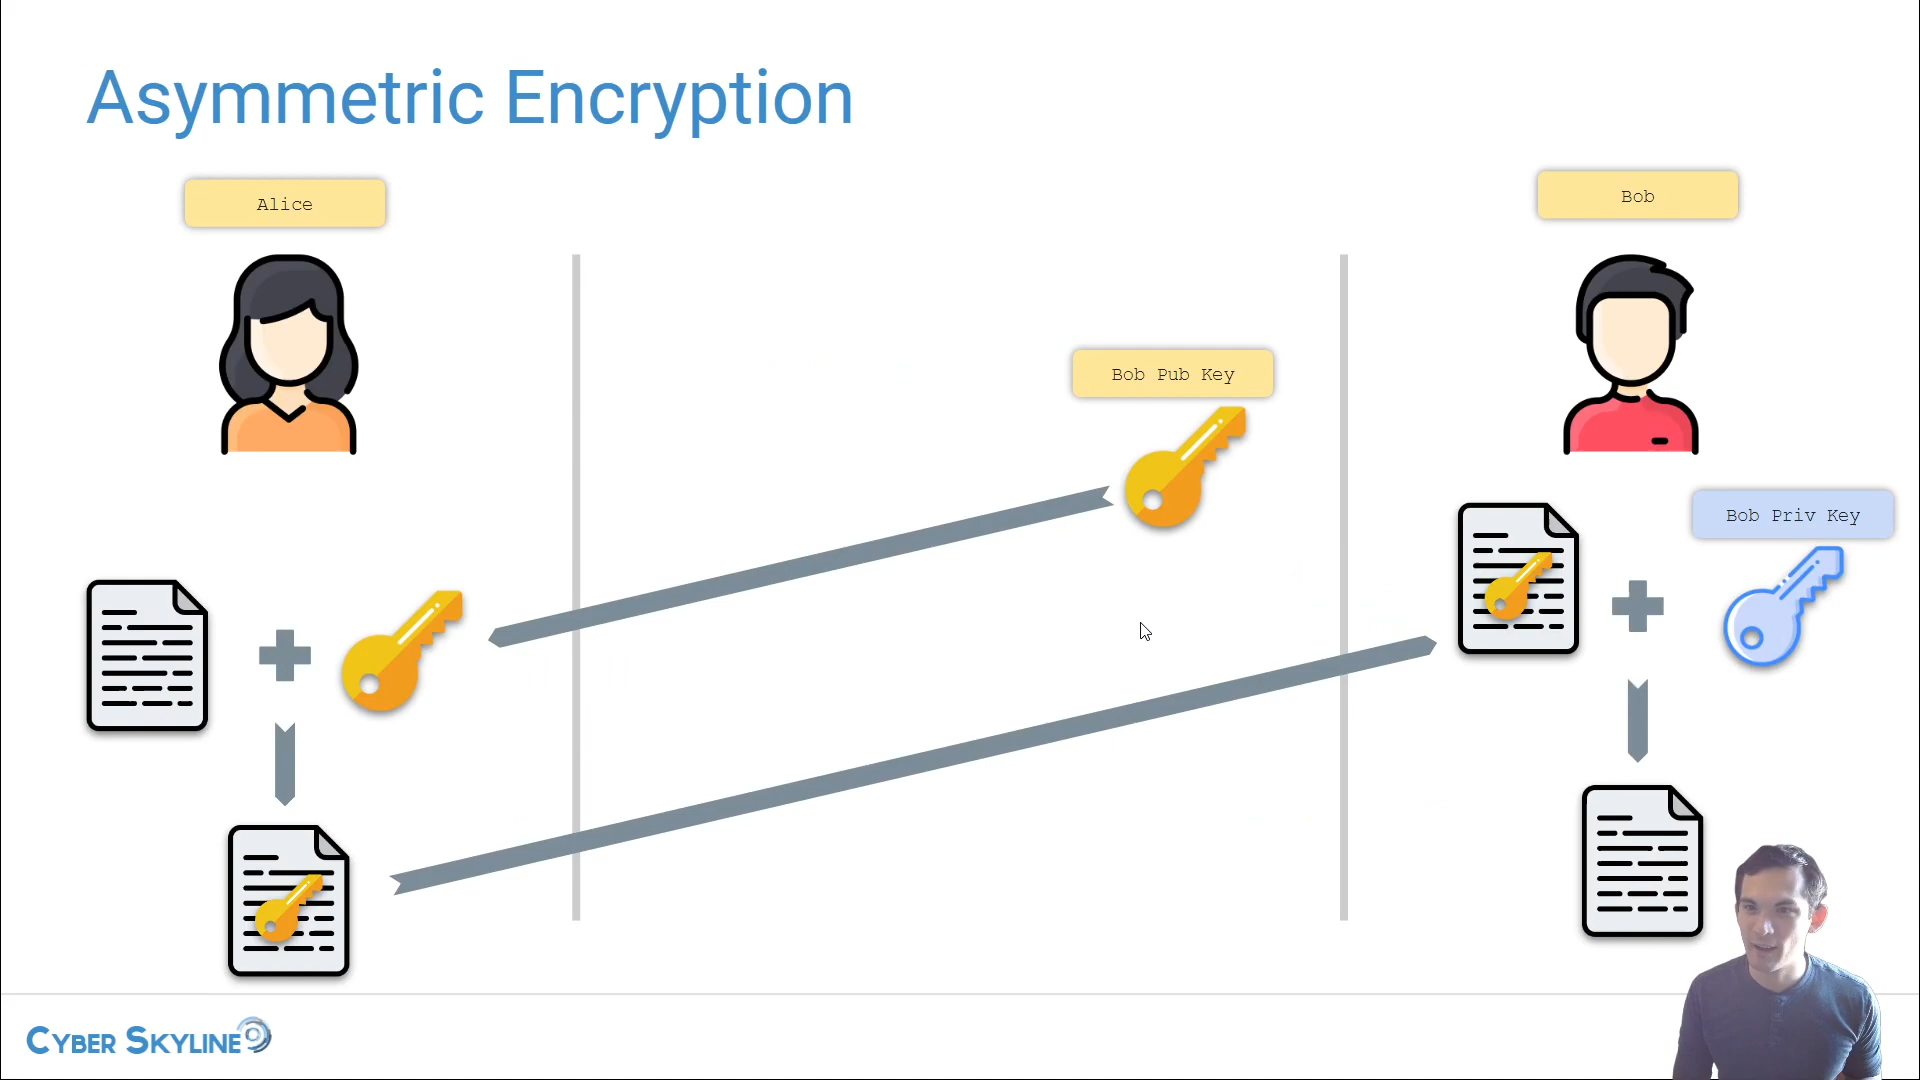 Asymmetric Encryption
Alice
Bob
Bob Pub Key
Bob Priv Key
CYBER SKYLINE